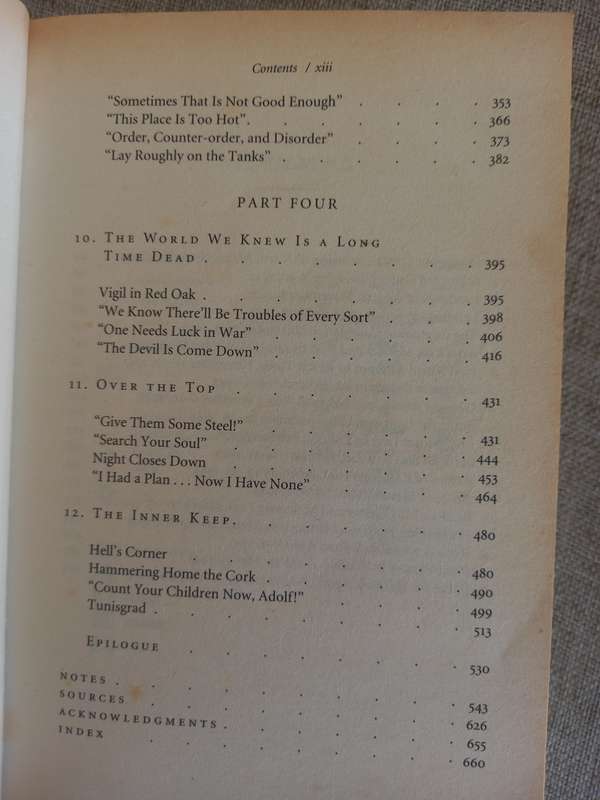 Contents / xiii
"Sometimes That Is Not Good Enough" . . . . 353
"This Place Is Too Hot" . . . . . . 366
"Order, Counter-order, and Disorder" . . . . 373
"Lay Roughly on the Tanks" . . . . . . 382
PART FOUR
10. THE WORLD WE KNEW IS A LONG
TIME DEAD . . . . . . . . 395
Vigil in Red Oak . . . . . . . . 395
"We Know There'll Be Troubles of Every Sort" . . . 398
"One Needs Luck in War" . . . . . . 406
"The Devil Is Come Down" . . . . . . 416
11. OVER THE TOP . . . . . . . 431
"Give Them Some Steel!" . . . . . . 431
"Search Your Soul" . . . . . . . 444
Night Closes Down . . . . . . . 453
"I Had a Plan . . . Now I Have None" . . . . 464
12. THE INNER KEEP . . . . . . . 480
Hell's Corner . . . . . . . . 480
Hammering Home the Cork . . . . . . 490
"Count Your Children Now, Adolf!" . . . . 499
Tunisgrad . . . . . . . . 513
EPILOGUE . . . . . . . . 530
NOTES . . . . . . . . . 543
SOURCES . . . . . . . . 626
ACKNOWLEDGMENTS . . . . . . . 655
INDEX . . . . . . . . 660